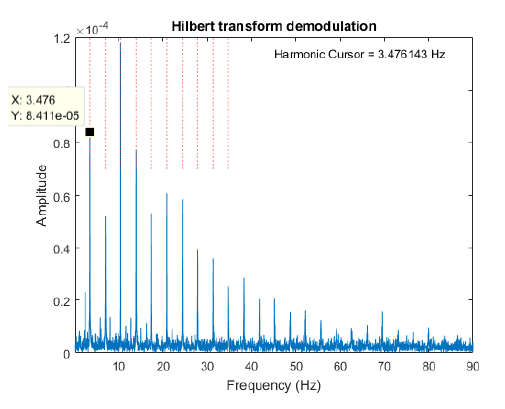 ×10⁻⁴
Hilbert transform demodulation
Harmonic Cursor = 3.476143 Hz
X: 3.476
Y: 8.411e-05
1.2
0.8
0.6
0.4
0.2
0
Amplitude
10 20 30 40 50 60 70 80 90
Frequency (Hz)